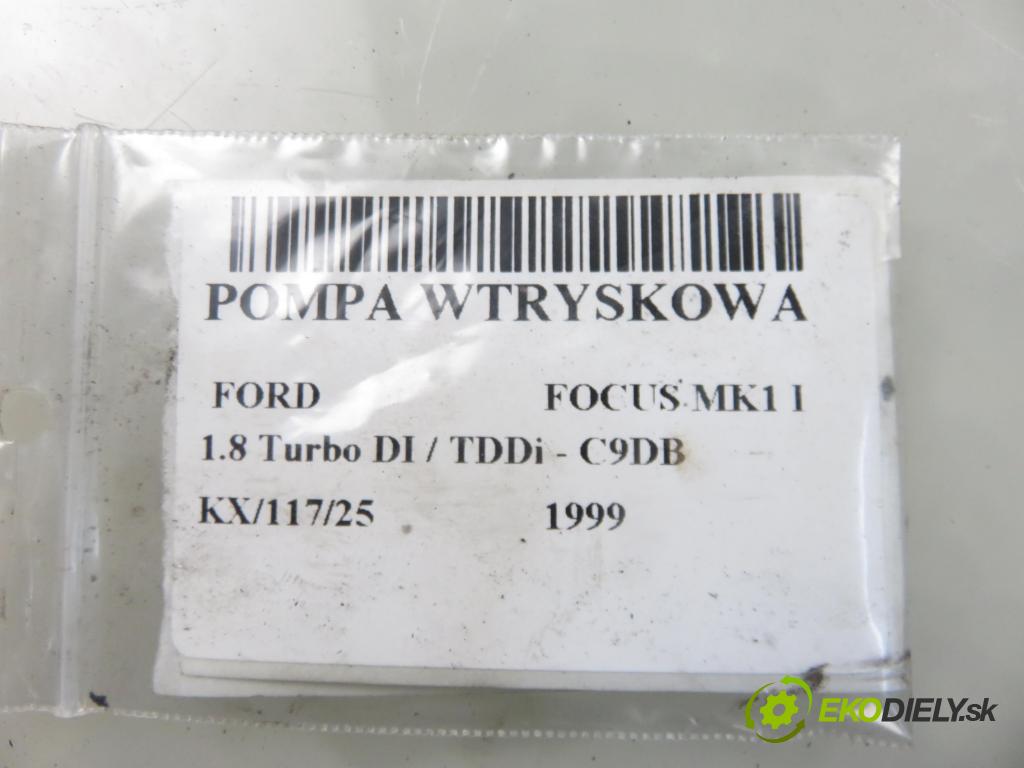 POMPA WTRYSKOWA
FORD FOCUS MK1 I
1.8 Turbo DI / TDDi - C9DB
KX/117/25 1999
EKODIELY.sk